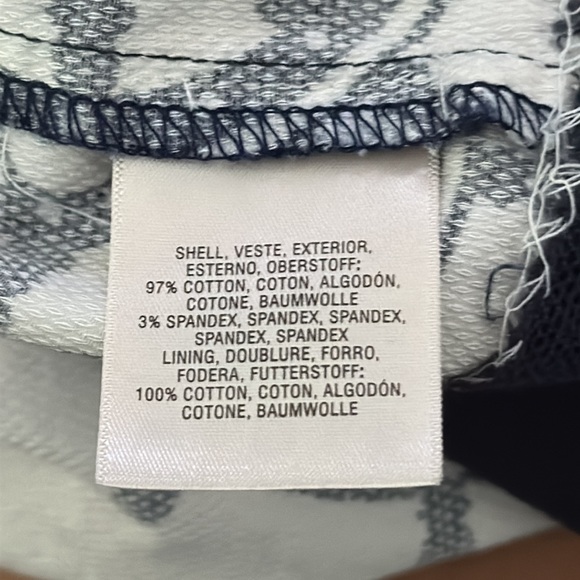 SHELL, VESTE, EXTERIOR,
ESTERNO, OBERSTOFF:
97% COTTON, COTON, ALGODÓN,
COTONE, BAUMWOLLE
3% SPANDEX, SPANDEX, SPANDEX,
SPANDEX, SPANDEX
LINING, DOUBLURE, FORRO,
FODERA, FUTTERSTOFF:
100% COTTON, COTON, ALGODÓN,
COTONE, BAUMWOLLE